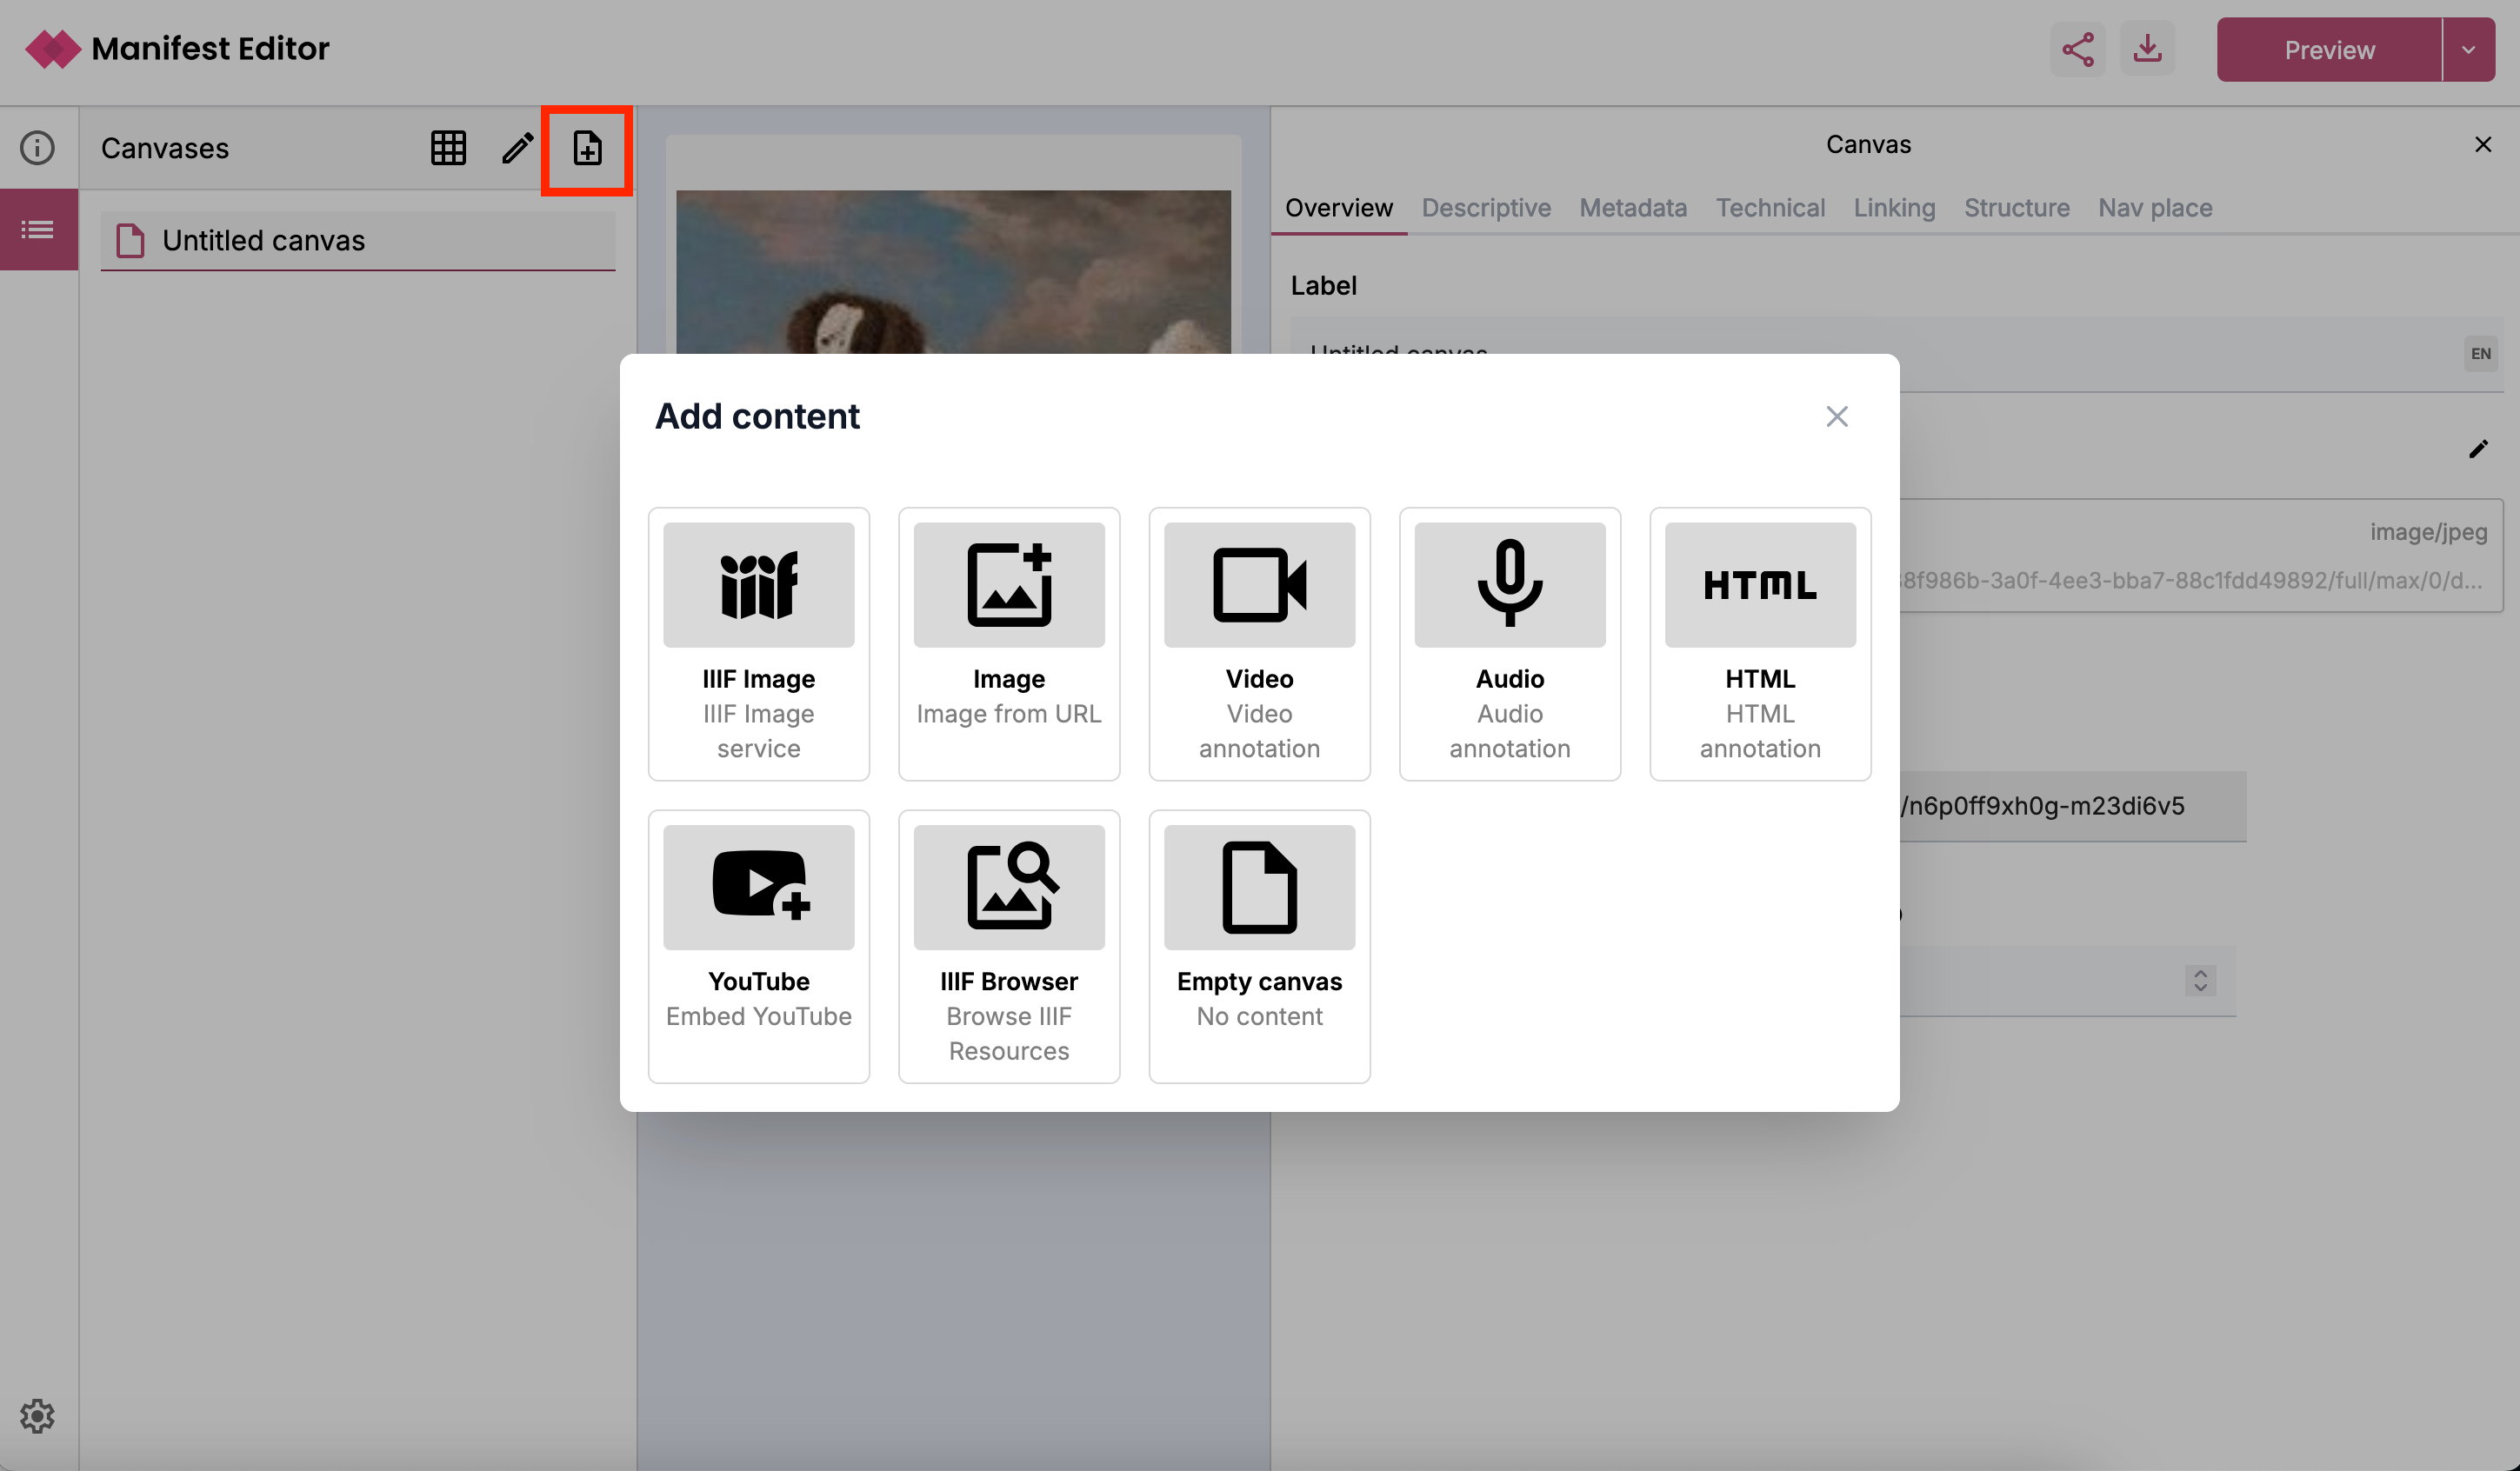 Manifest Editor
Preview
Canvases
Untitled canvas
Canvas
Overview Descriptive Metadata Technical Linking Structure Nav place
Label
EN
image/jpeg
8f986b-3a0f-4ee3-bba7-88c1fdd49892/full/max/0/d...
/n6p0ff9xh0g-m23di6v5
Add content
IIIF Image
IIIF Image
service
Image
Image from URL
Video
Video
annotation
Audio
Audio
annotation
HTML
HTML
HTML
annotation
YouTube
Embed YouTube
IIIF Browser
Browse IIIF
Resources
Empty canvas
No content